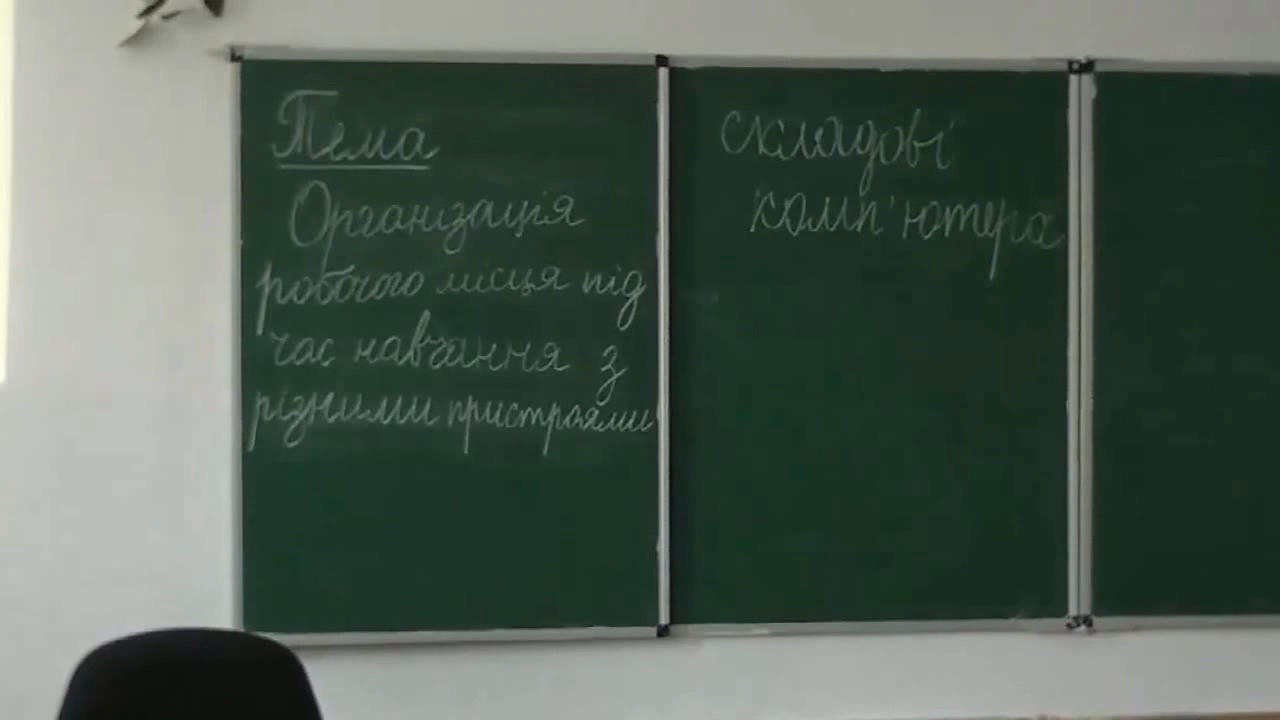 Тема
Організація
робочого місця під
час навчання з
різними пристроями
складові
комп'ютера